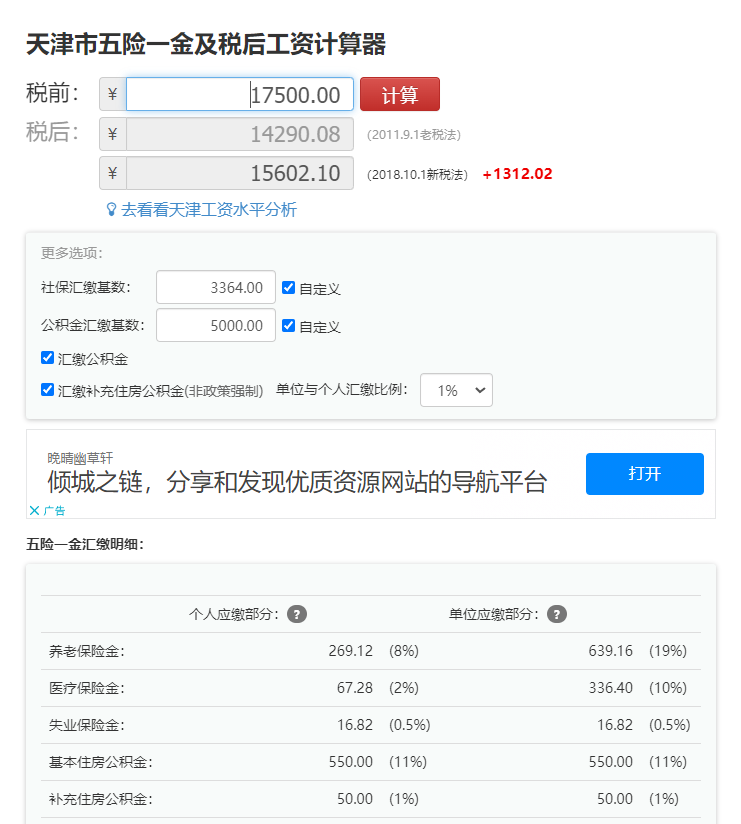 天津市五险一金及税后工资计算器
税前： ¥ 17500.00 计算
税后： ¥ 14290.08 (2011.9.1老税法)
¥ 15602.10 (2018.10.1新税法) +1312.02
去看看天津工资水平分析
更多选项：
社保汇缴基数： 3364.00 自定义
公积金汇缴基数： 5000.00 自定义
汇缴公积金
汇缴补充住房公积金(非政策强制) 单位与个人汇缴比例： 1%
晚晴幽草轩
倾城之链，分享和发现优质资源网站的导航平台 打开
广告
五险一金汇缴明细：
个人应缴部分： ? 单位应缴部分： ?
养老保险金： 269.12 (8%) 639.16 (19%)
医疗保险金： 67.28 (2%) 336.40 (10%)
失业保险金： 16.82 (0.5%) 16.82 (0.5%)
基本住房公积金： 550.00 (11%) 550.00 (11%)
补充住房公积金： 50.00 (1%) 50.00 (1%)